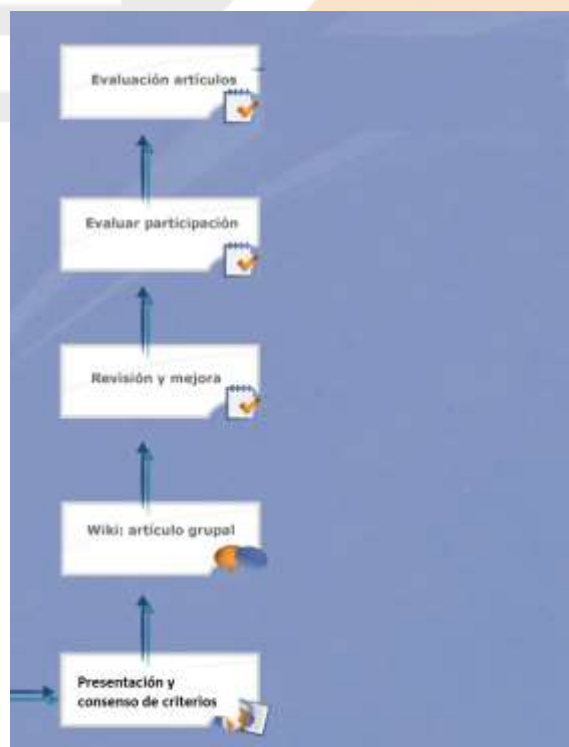 Evaluación artículos
Evaluar participación
Revisión y mejora
Wiki: artículo grupal
Presentación y
consenso de criterios